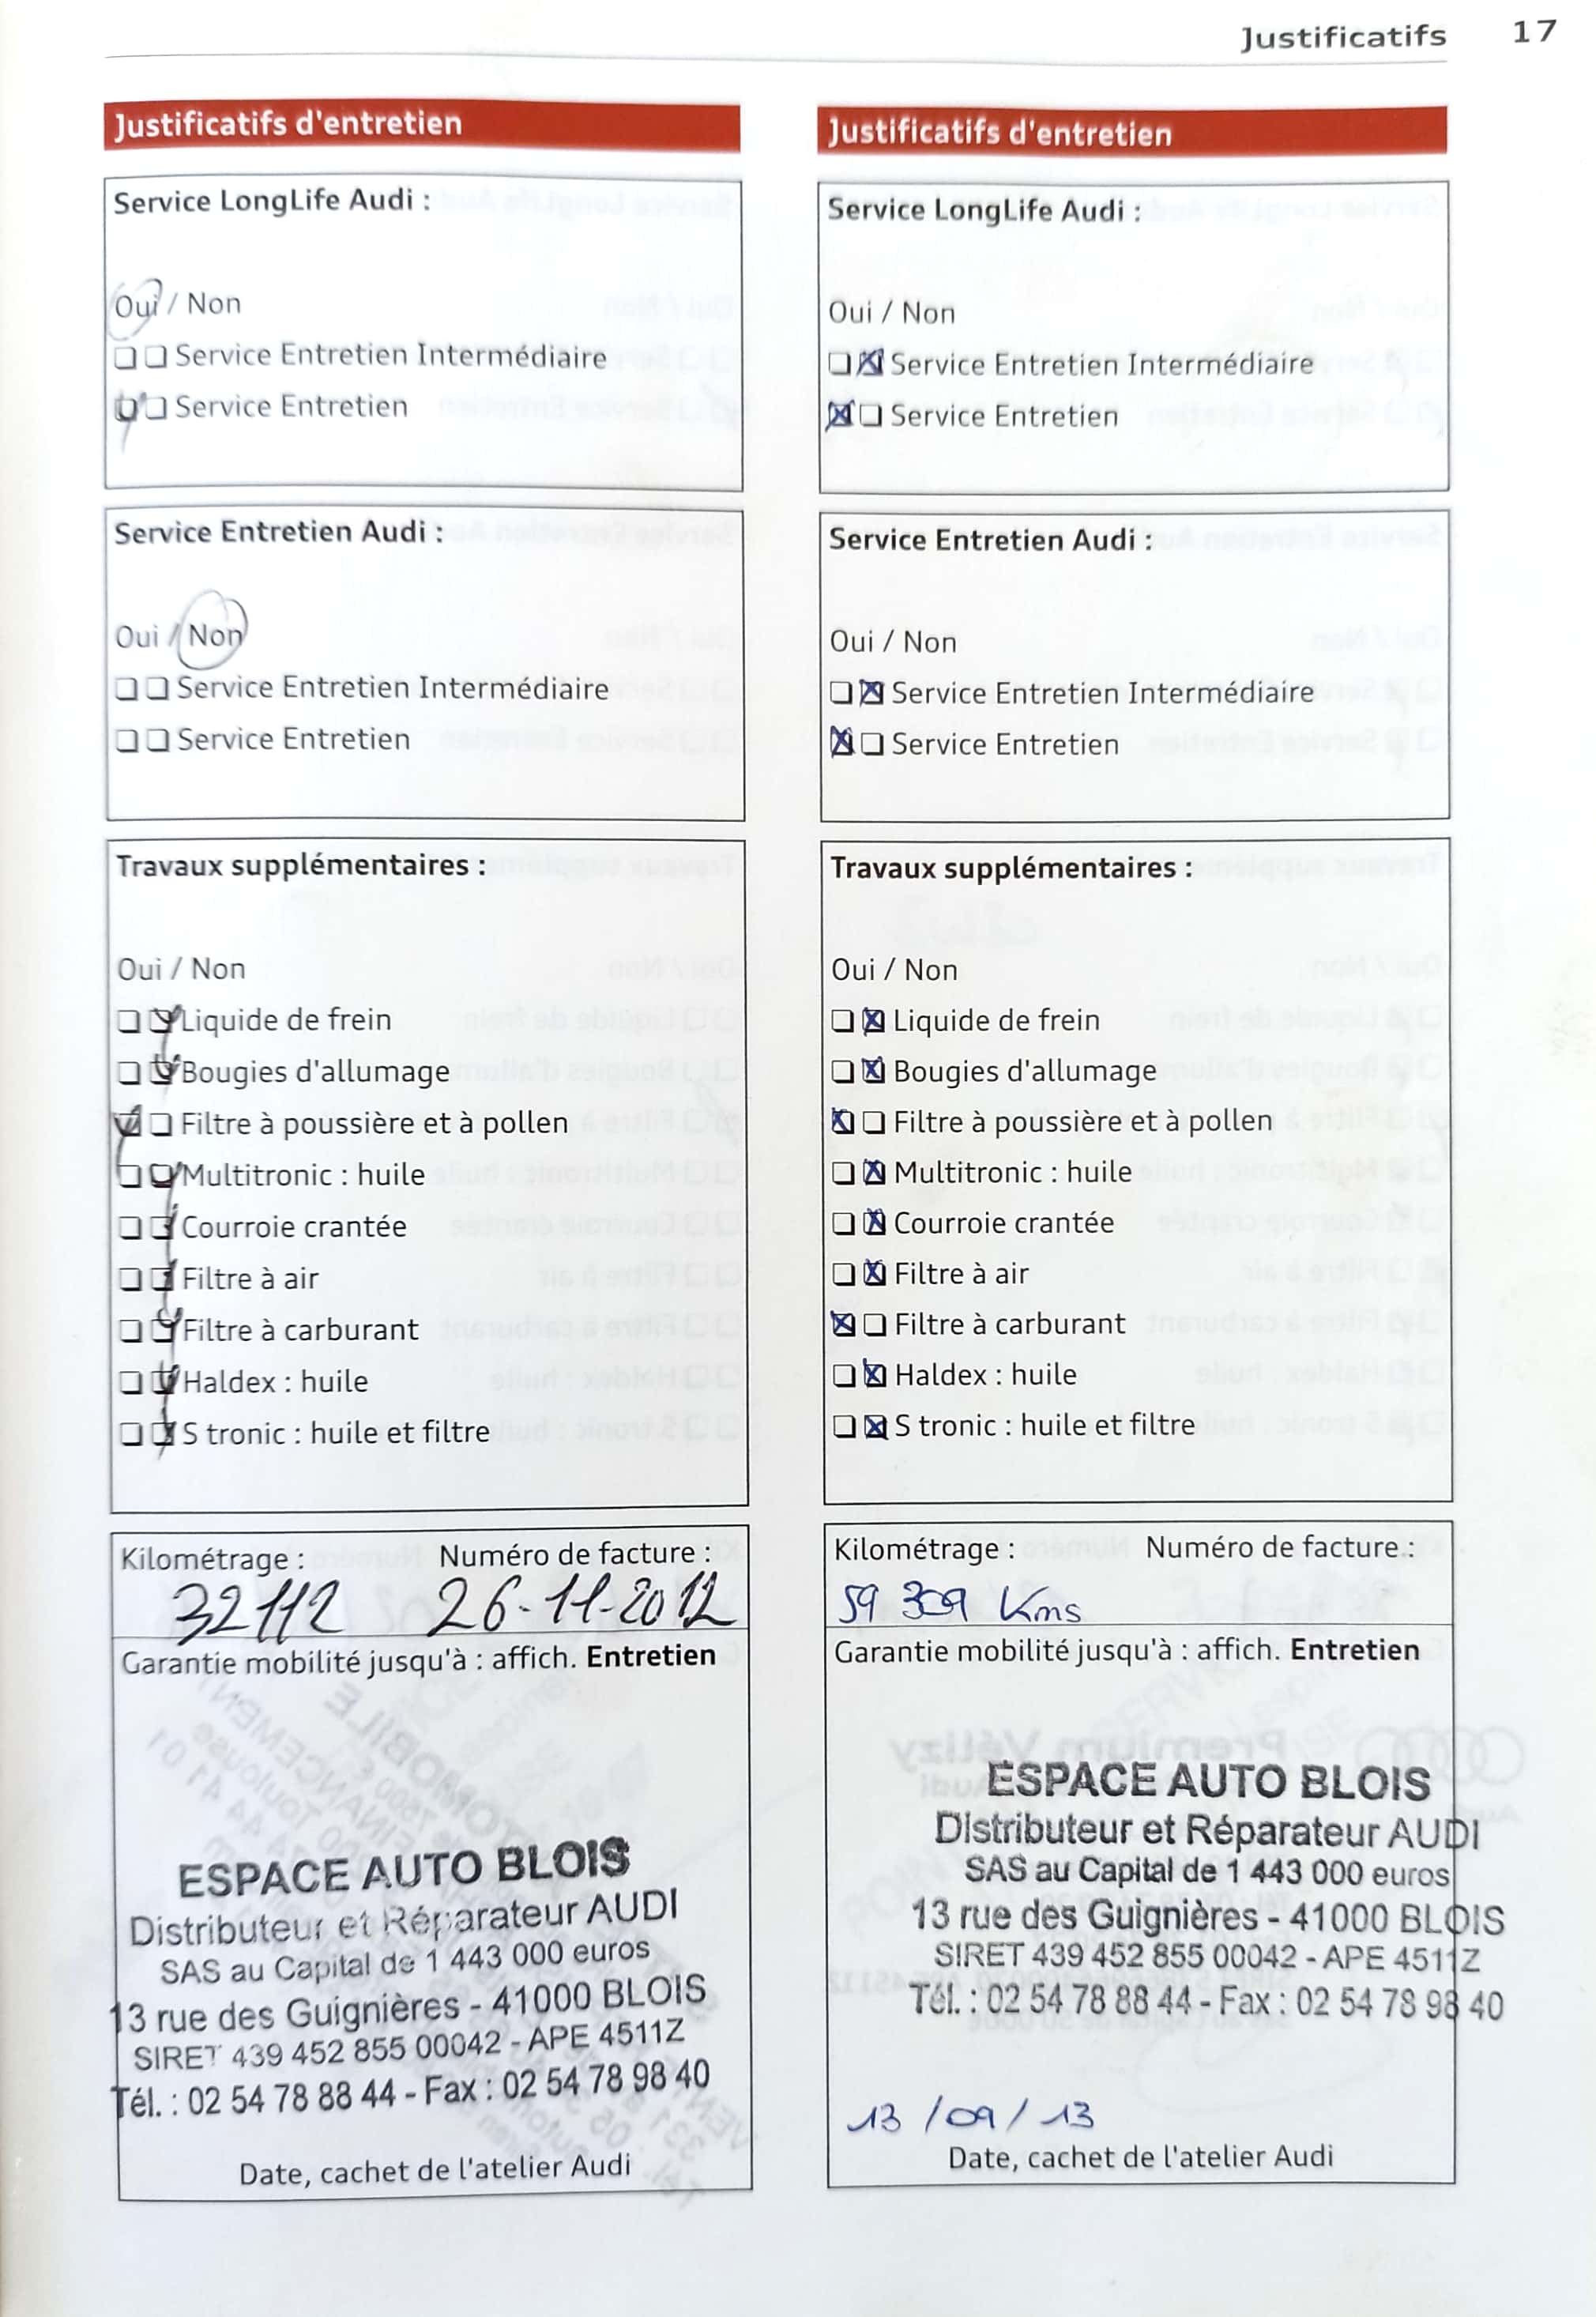 Justificatifs 17
Justificatifs d'entretien
Service LongLife Audi :
Oui / Non
Service Entretien Intermédiaire
Service Entretien
Service Entretien Audi :
Oui / Non
Service Entretien Intermédiaire
Service Entretien
Travaux supplémentaires :
Oui / Non
Liquide de frein
Bougies d'allumage
Filtre à poussière et à pollen
Multitronic : huile
Courroie crantée
Filtre à air
Filtre à carburant
Haldex : huile
S tronic : huile et filtre
Kilométrage : Numéro de facture :
32112 26-11-2012
Garantie mobilité jusqu'à : affich. Entretien
ESPACE AUTO BLOIS
Distributeur et Réparateur AUDI
SAS au Capital de 1 443 000 euros
13 rue des Guignières - 41000 BLOIS
SIRET 439 452 855 00042 - APE 4511Z
Tél. : 02 54 78 88 44 - Fax : 02 54 78 98 40
Date, cachet de l'atelier Audi
Justificatifs d'entretien
Service LongLife Audi :
Oui / Non
Service Entretien Intermédiaire
Service Entretien
Service Entretien Audi :
Oui / Non
Service Entretien Intermédiaire
Service Entretien
Travaux supplémentaires :
Oui / Non
Liquide de frein
Bougies d'allumage
Filtre à poussière et à pollen
Multitronic : huile
Courroie crantée
Filtre à air
Filtre à carburant
Haldex : huile
S tronic : huile et filtre
Kilométrage : Numéro de facture.:
59 309 Kms
Garantie mobilité jusqu'à : affich. Entretien
ESPACE AUTO BLOIS
Distributeur et Réparateur AUDI
SAS au Capital de 1 443 000 euros
13 rue des Guignières - 41000 BLOIS
SIRET 439 452 855 00042 - APE 4511Z
Tél. : 02 54 78 88 44 - Fax : 02 54 78 98 40
13 / 09 / 13
Date, cachet de l'atelier Audi